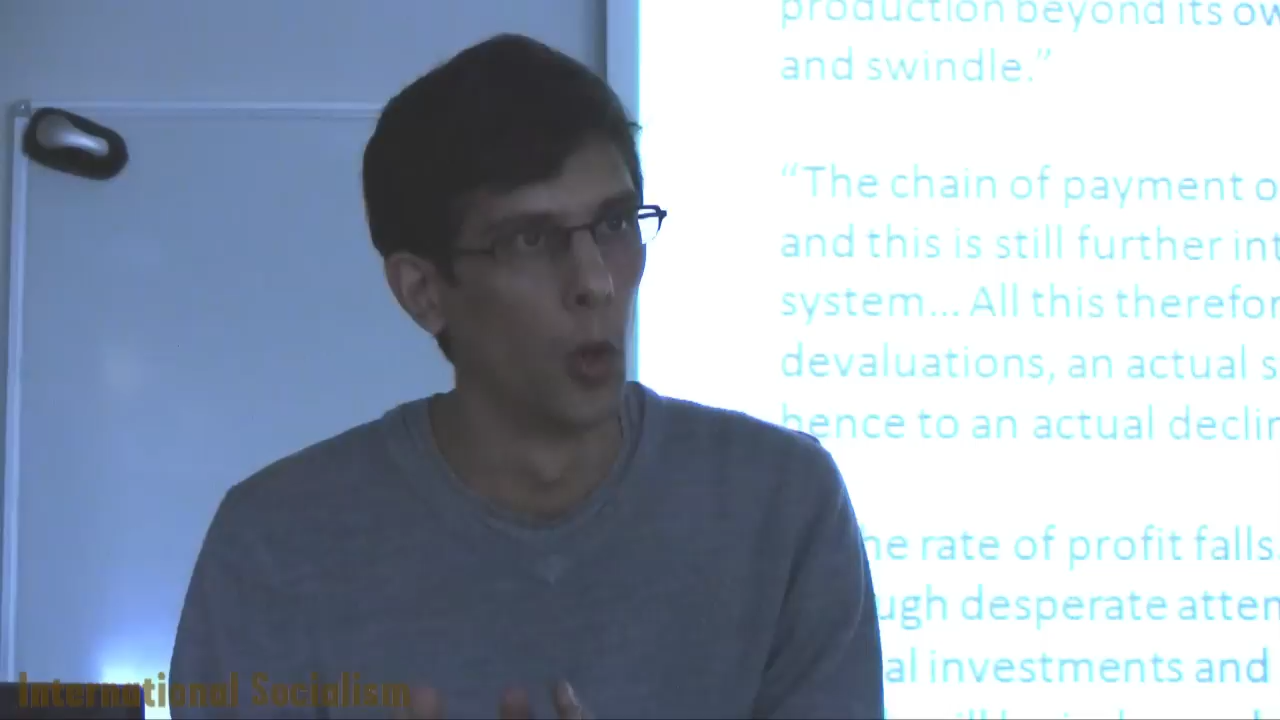 production beyond its ow
and swindle.”
“The chain of payment o
and this is still further int
system... All this therefor
devaluations, an actual s
hence to an actual declin
he rate of profit falls
ugh desperate atten
al investments and
International Socialism